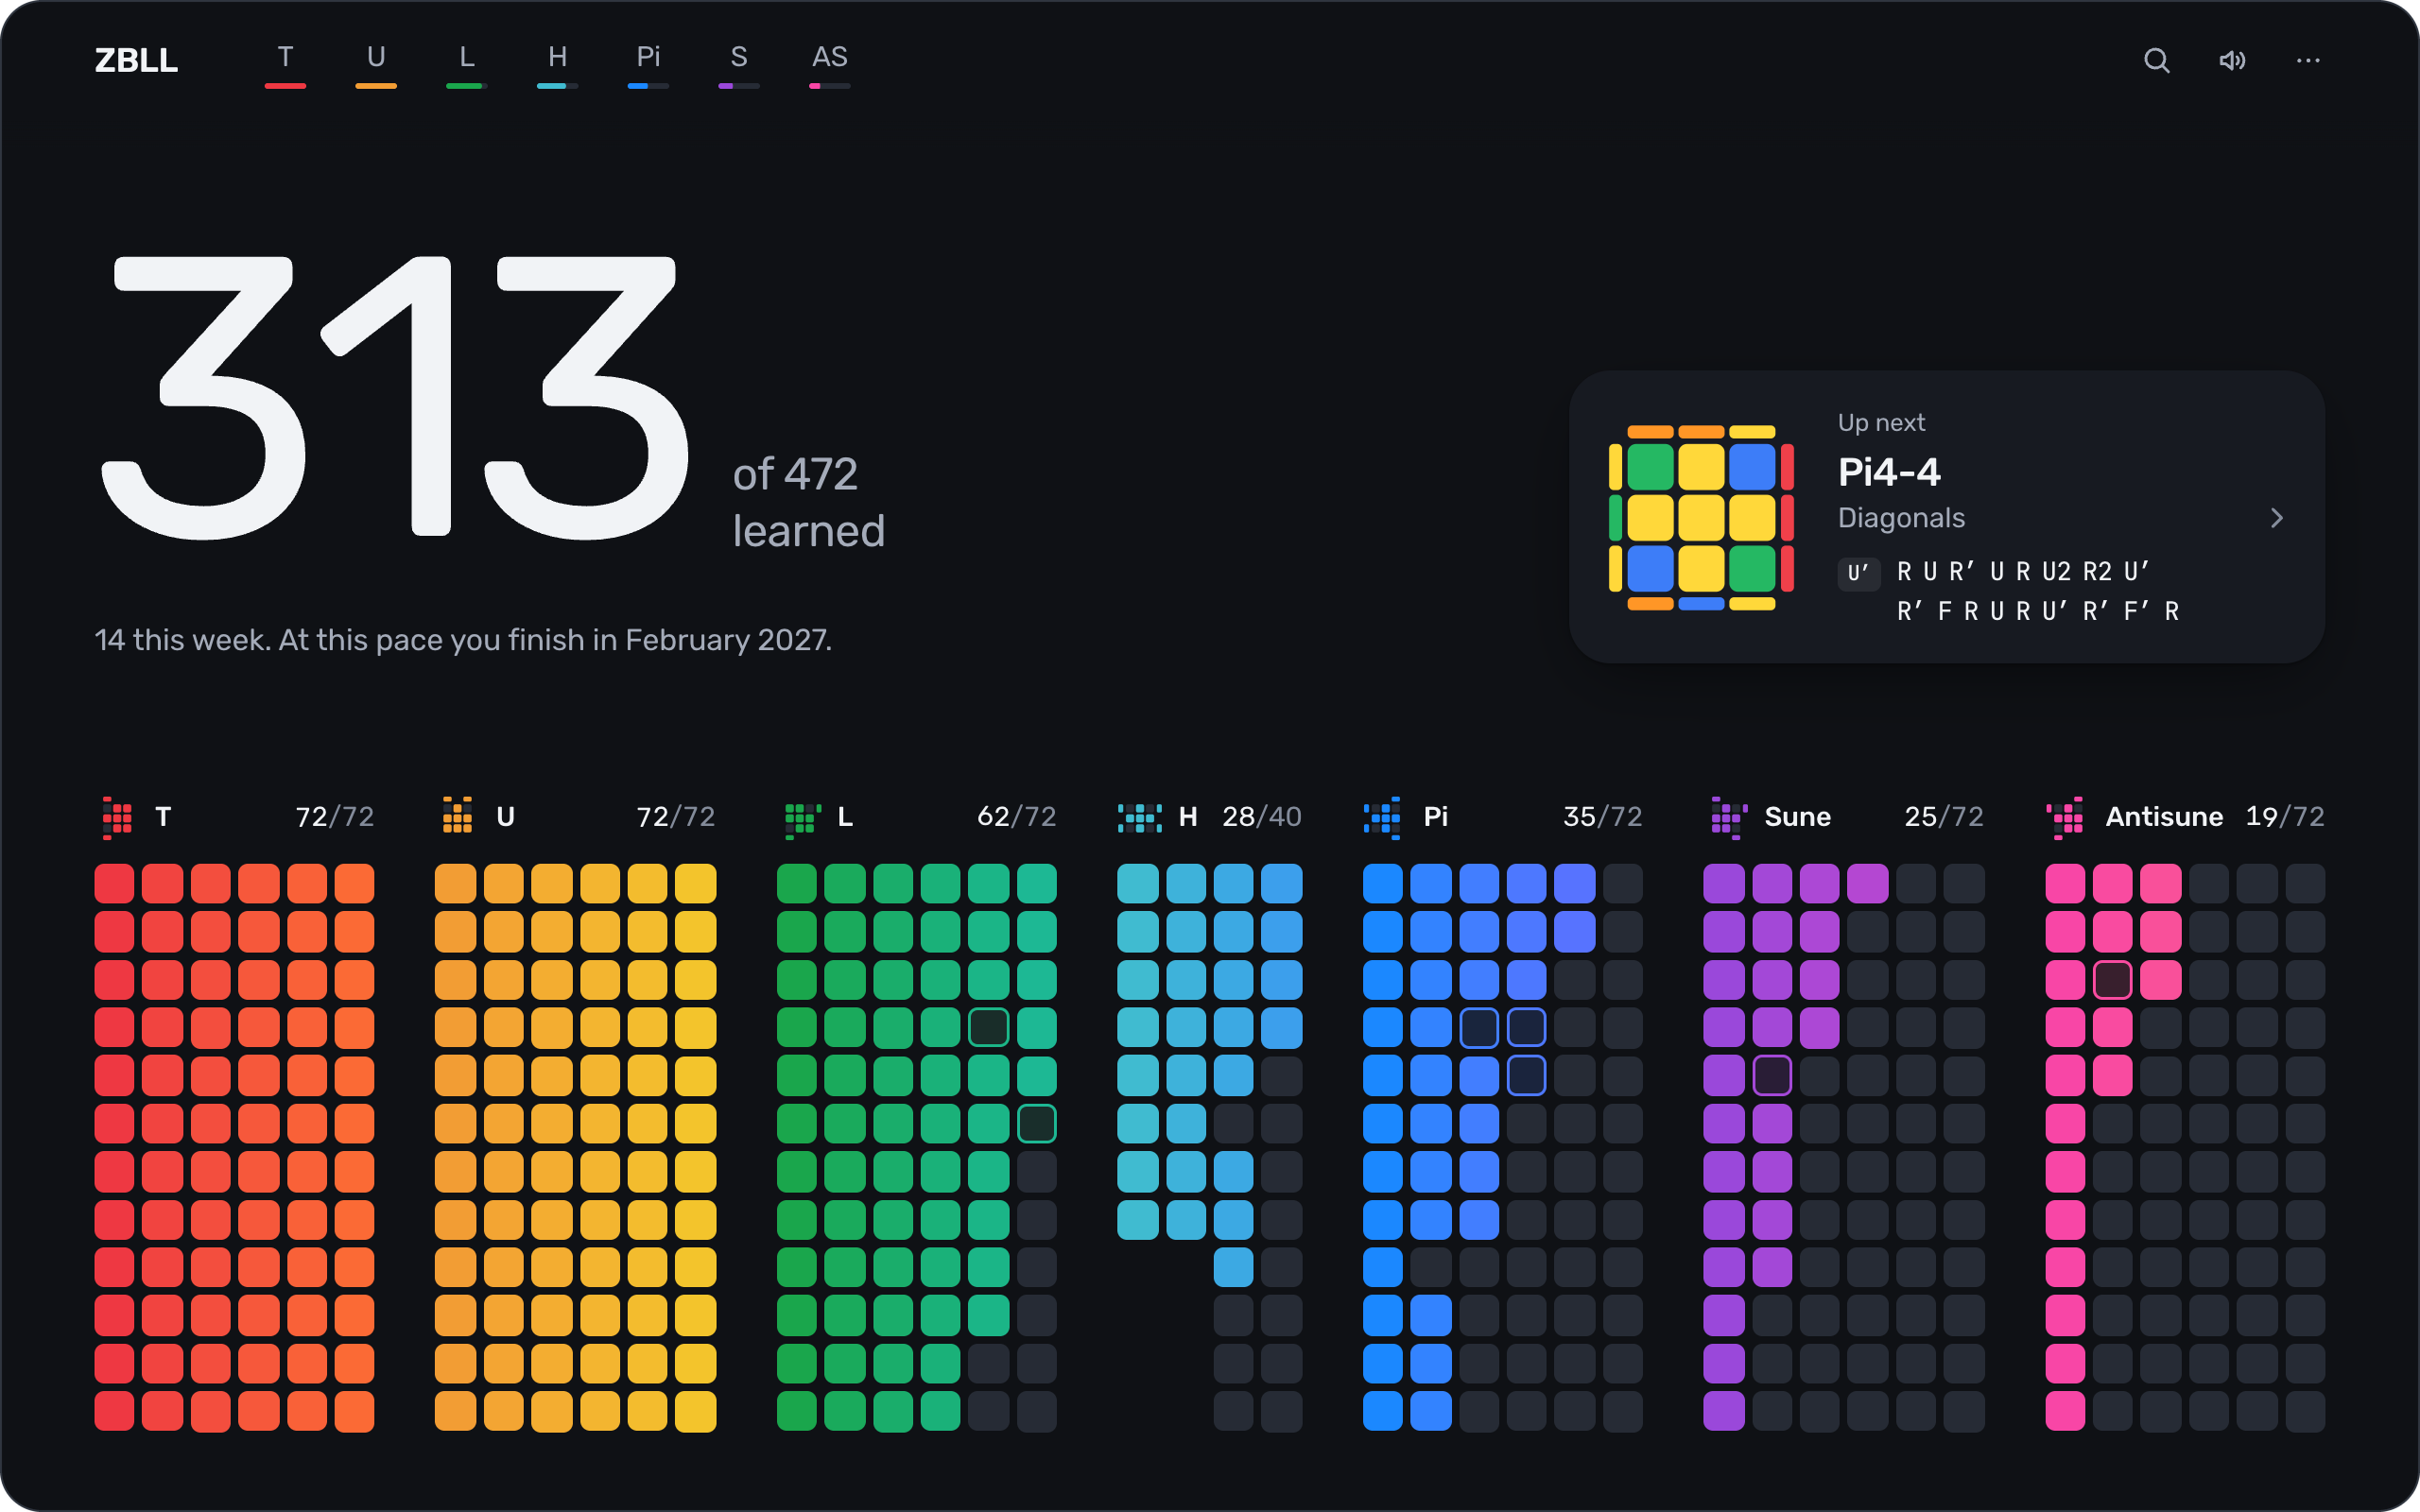 ZBLL T U L H Pi S AS
313 of 472
learned
14 this week. At this pace you finish in February 2027.
Up next
Pi4-4
Diagonals
U′ R U R′ U R U2 R2 U′
R′ F R U R U′ R′ F′ R
T 72/72 U 72/72 L 62/72 H 28/40 Pi 35/72 Sune 25/72 Antisune 19/72